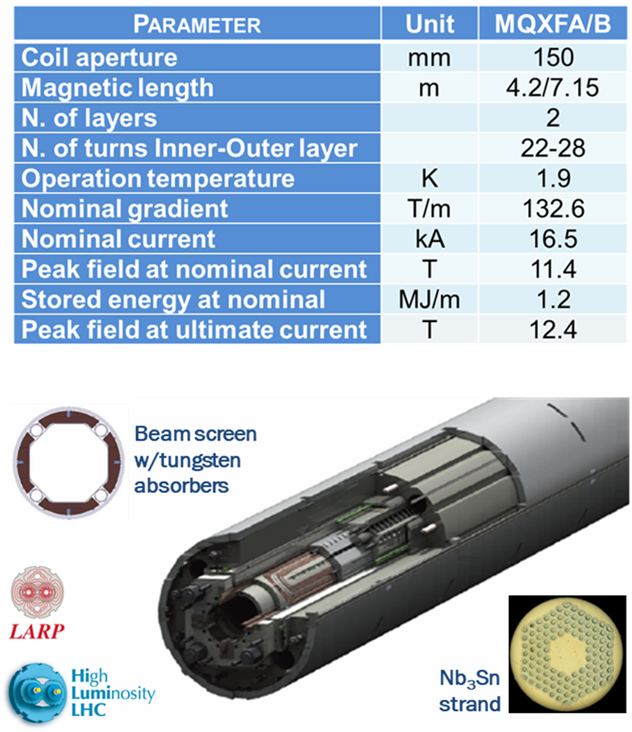 PARAMETER Unit MQXFA/B
Coil aperture mm 150
Magnetic length m 4.2/7.15
N. of layers 2
N. of turns Inner-Outer layer 22-28
Operation temperature K 1.9
Nominal gradient T/m 132.6
Nominal current kA 16.5
Peak field at nominal current T 11.4
Stored energy at nominal MJ/m 1.2
Peak field at ultimate current T 12.4
Beam screen
w/tungsten
absorbers
LARP
High
Luminosity
LHC
Nb₃Sn
strand